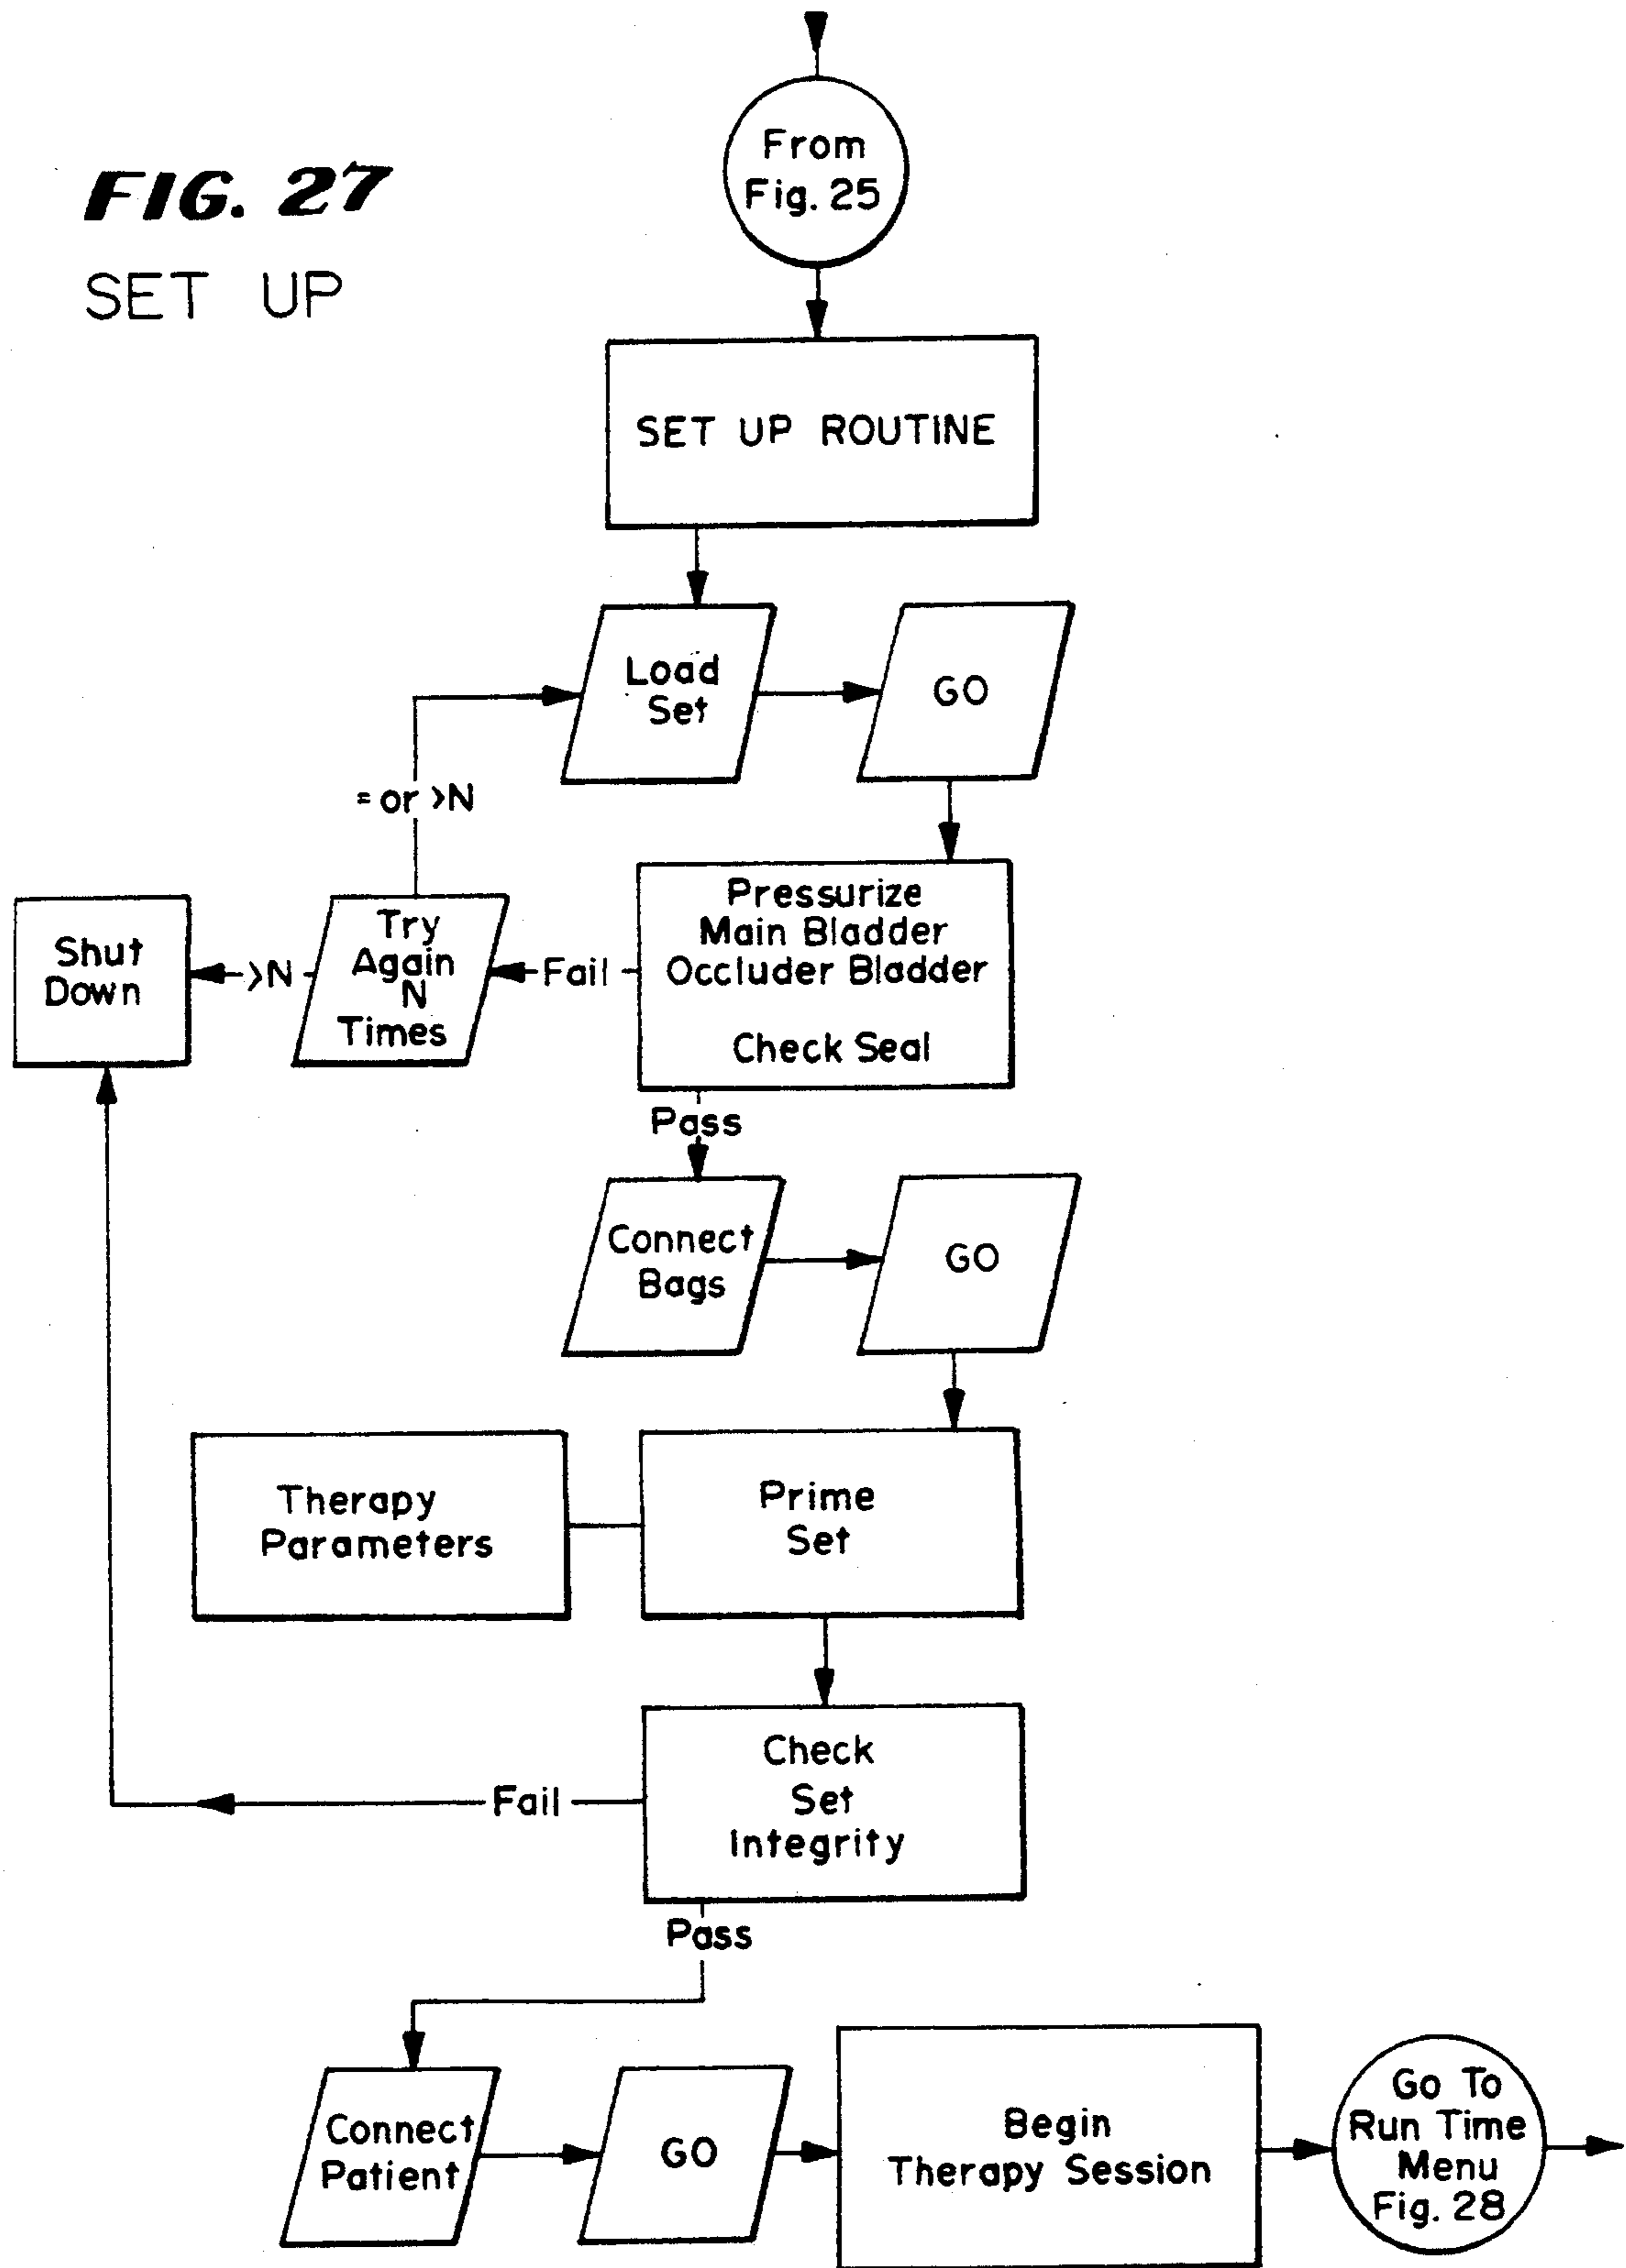 FIG. 27
SET UP
From
Fig. 25
SET UP ROUTINE
Load
Set
GO
= or >N
Pressurize
Main Bladder
Occluder Bladder
Check Seal
Fail
Try
Again
N
Times
>N
Shut
Down
Pass
Connect
Bags
GO
Therapy
Parameters
Prime
Set
Check
Set
Integrity
Fail
Pass
Connect
Patient
GO
Begin
Therapy Session
Go To
Run Time
Menu
Fig. 28